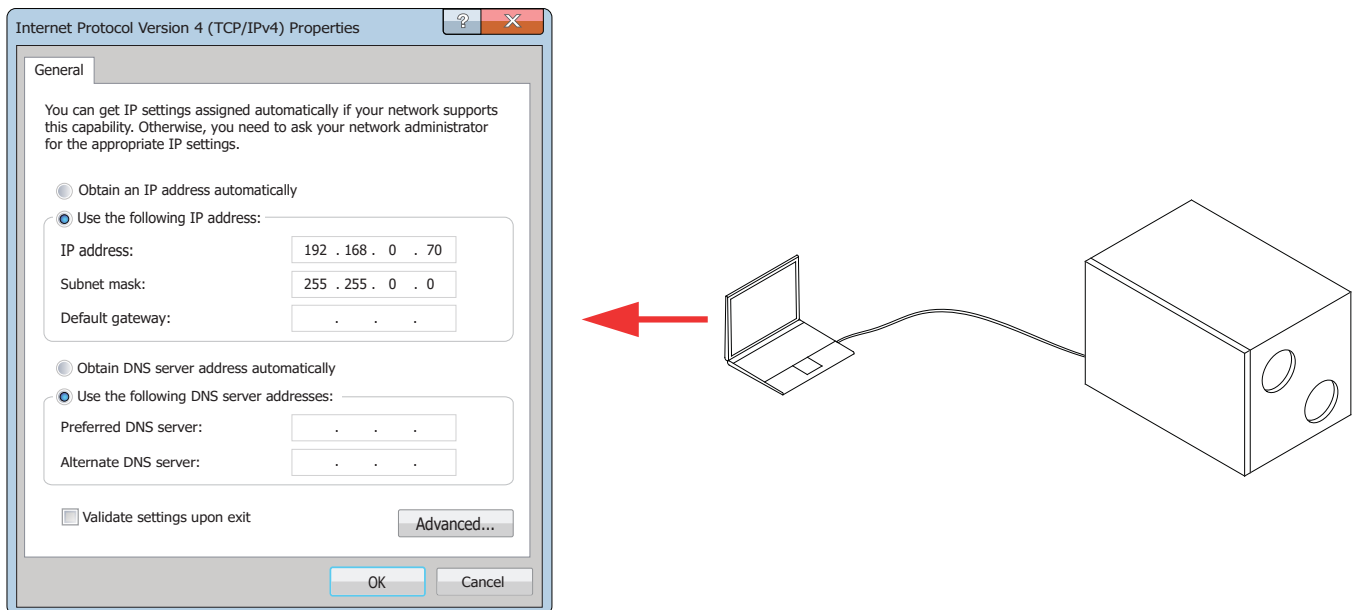 Internet Protocol Version 4 (TCP/IPv4) Properties
?
X
General
You can get IP settings assigned automatically if your network supports
this capability. Otherwise, you need to ask your network administrator
for the appropriate IP settings.
Obtain an IP address automatically
Use the following IP address:
IP address: 192 . 168 . 0 . 70
Subnet mask: 255 . 255 . 0 . 0
Default gateway: . . .
Obtain DNS server address automatically
Use the following DNS server addresses:
Preferred DNS server: . . .
Alternate DNS server: . . .
Validate settings upon exit
Advanced...
OK Cancel